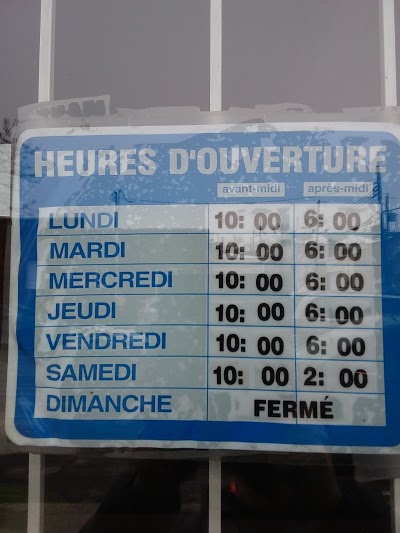 HEURES D'OUVERTURE
avant-midi après-midi
LUNDI 10:00 6:00
MARDI 10:00 6:00
MERCREDI 10:00 6:00
JEUDI 10:00 6:00
VENDREDI 10:00 6:00
SAMEDI 10:00 2:00
DIMANCHE FERMÉ